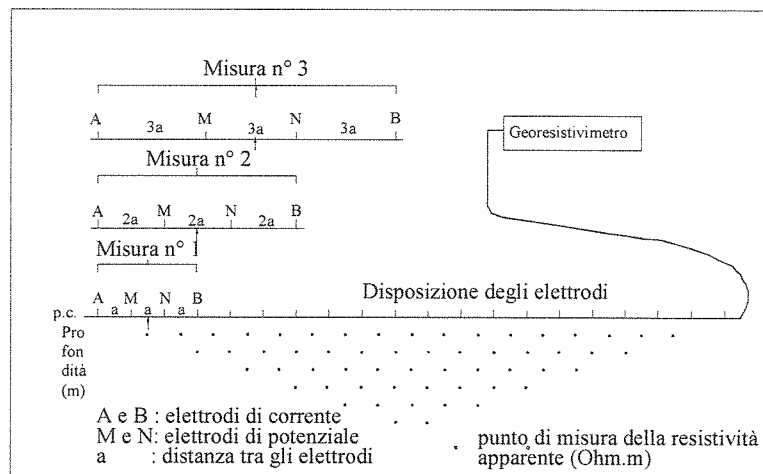 Misura n° 3
A M N B
3a 3a 3a
Georesistivimetro
Misura n° 2
A M N B
2a 2a 2a
Misura n° 1
Disposizione degli elettrodi
A M N B
a a a
p.c.
Pro
fon
dità
(m)
A e B : elettrodi di corrente
M e N: elettrodi di potenziale
a : distanza tra gli elettrodi
. punto di misura della resistività
apparente (Ohm.m)